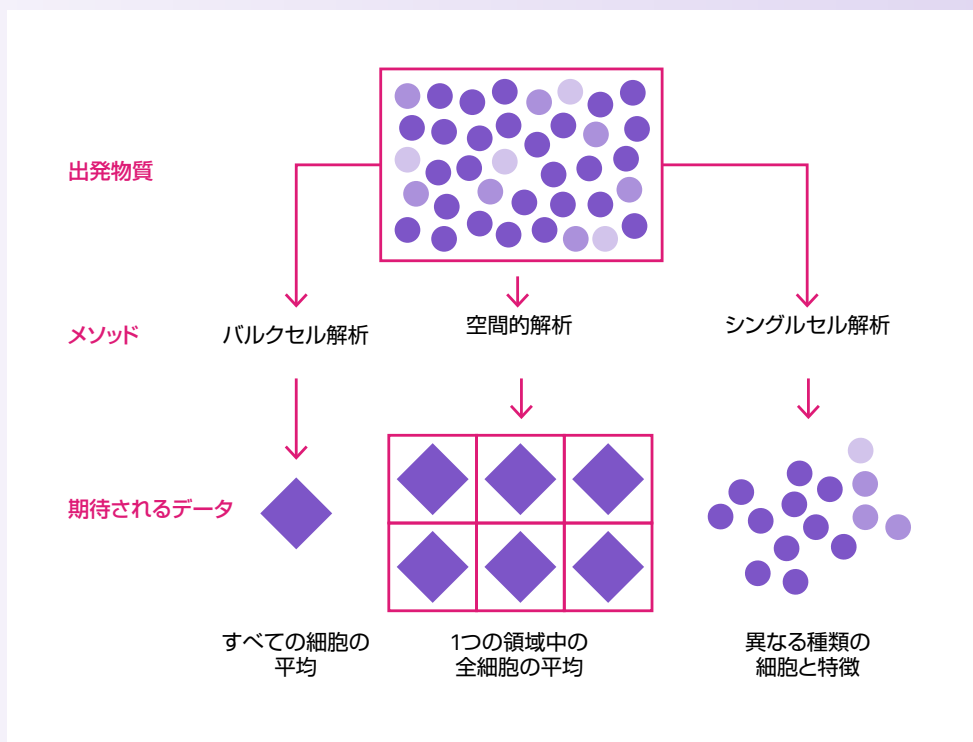 出発物質
メソッド
バルクセル解析
空間的解析
シングルセル解析
期待されるデータ
すべての細胞の
平均
1つの領域中の
全細胞の平均
異なる種類の
細胞と特徴